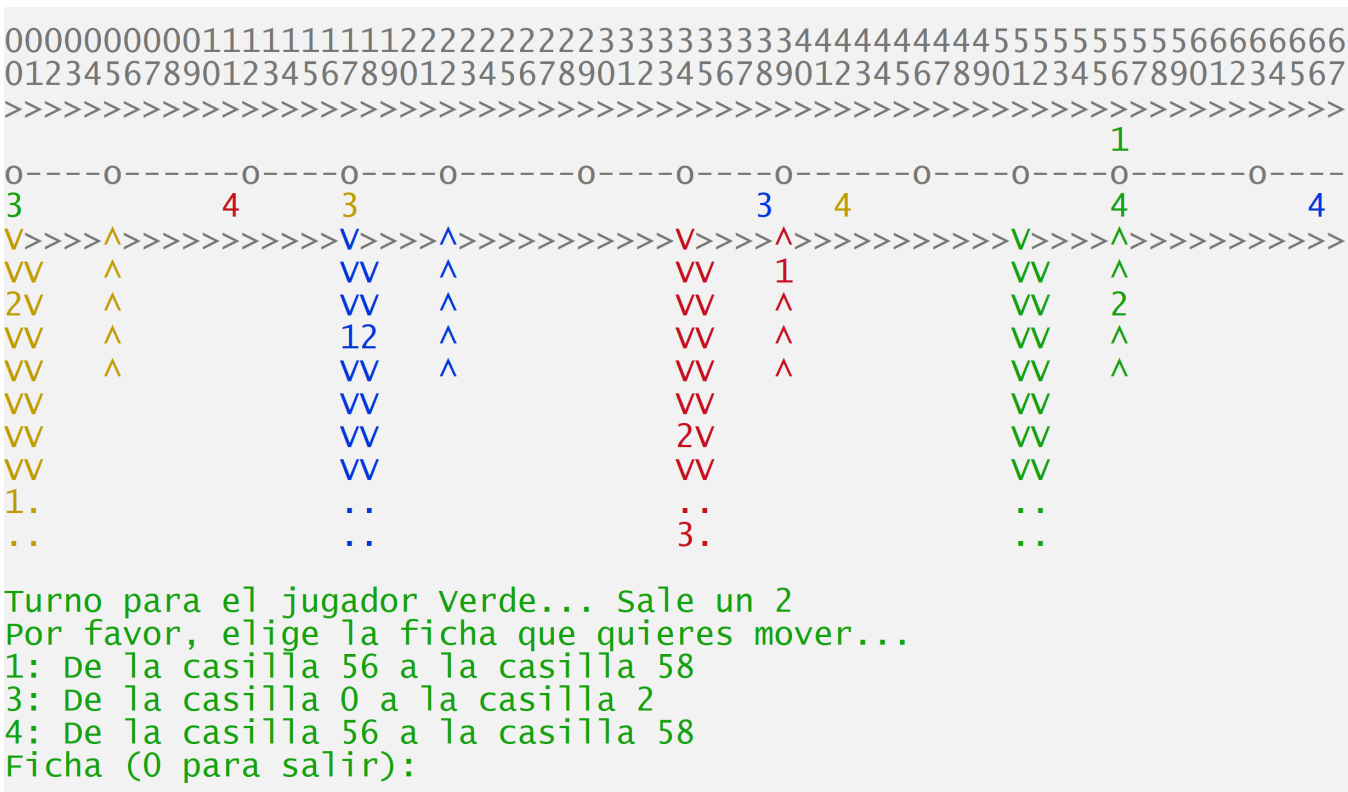 00000000001111111111222222222233333333334444444444555555555566666666
01234567890123456789012345678901234567890123456789012345678901234567
>>>>>>>>>>>>>>>>>>>>>>>>>>>>>>>>>>>>>>>>>>>>>>>>>>>>>>>>>>>>>>>>>>>>
                                                        1
o----o------o----o----o------o----o----o------o----o----o------o----
3          4     3                    3   4             4         4
V>>>>^>>>>>>>>>>>V>>>>^>>>>>>>>>>>V>>>>^>>>>>>>>>>>V>>>>^>>>>>>>>>>>
VV   ^           VV   ^           VV   1           VV   ^
2V   ^           VV   ^           VV   ^           VV   2
VV   ^           12   ^           VV   ^           VV   ^
VV   ^           VV   ^           VV   ^           VV   ^
VV               VV               VV               VV
VV               VV               2V               VV
VV               VV               VV               VV
1.               ..               ..               ..
..               ..               3.               ..
Turno para el jugador Verde... Sale un 2
Por favor, elige la ficha que quieres mover...
1: De la casilla 56 a la casilla 58
3: De la casilla 0 a la casilla 2
4: De la casilla 56 a la casilla 58
Ficha (0 para salir):